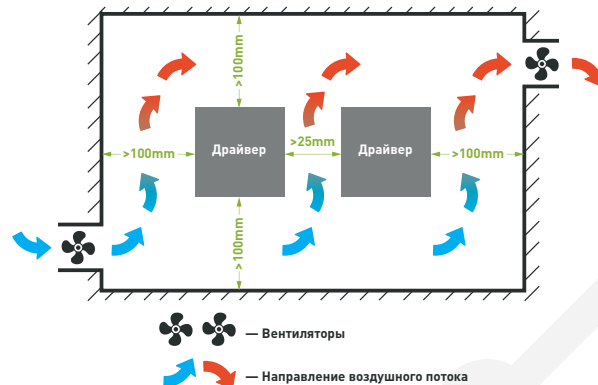 >100mm
Драйвер
Драйвер
>100mm
>25mm
>100mm
>100mm
— Вентиляторы
— Направление воздушного потока